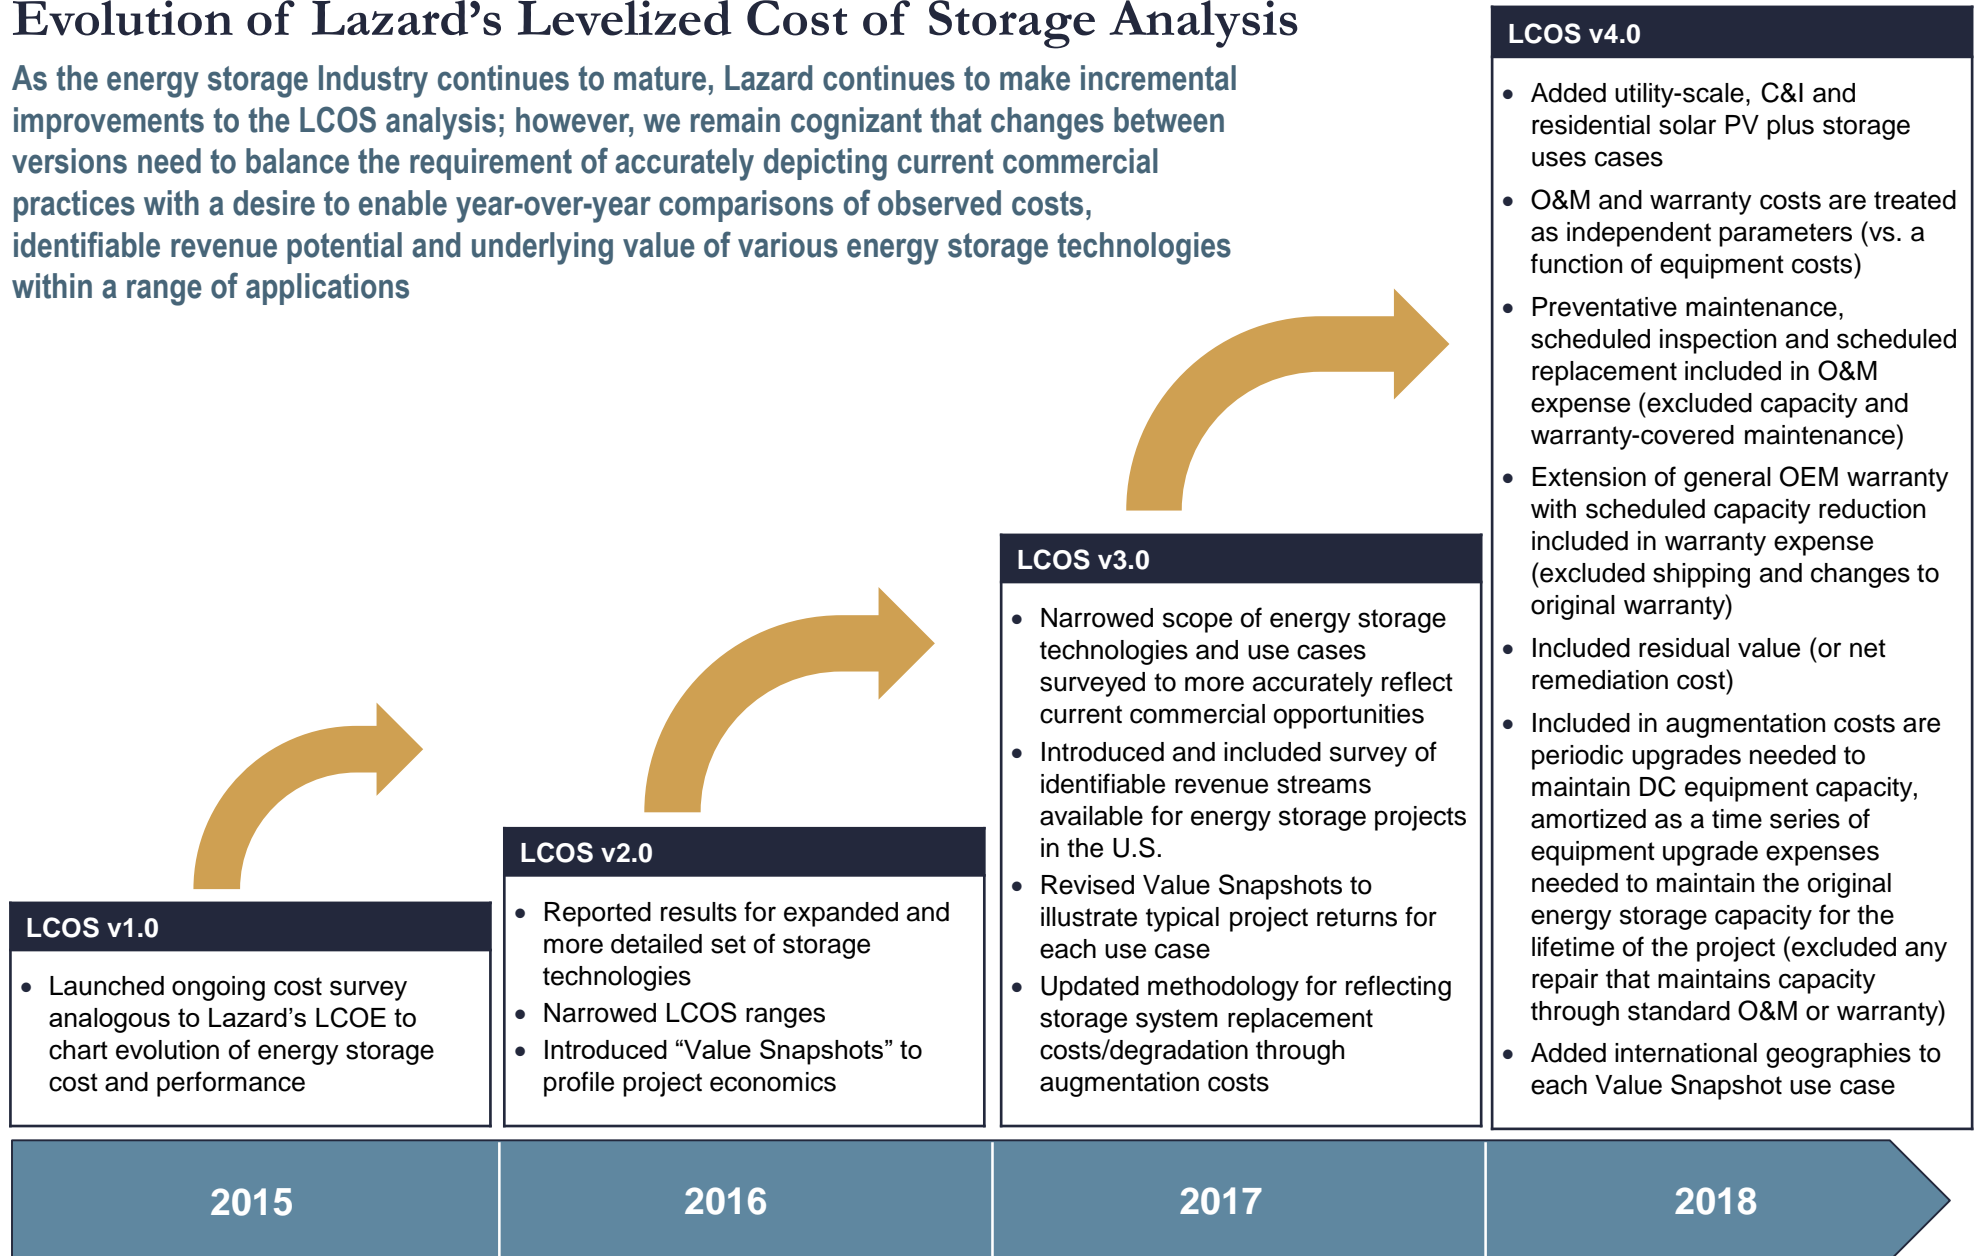 Evolution of Lazard’s Levelized Cost of Storage Analysis
As the energy storage Industry continues to mature, Lazard continues to make incremental
improvements to the LCOS analysis; however, we remain cognizant that changes between
versions need to balance the requirement of accurately depicting current commercial
practices with a desire to enable year-over-year comparisons of observed costs,
identifiable revenue potential and underlying value of various energy storage technologies
within a range of applications
LCOS v1.0
• Launched ongoing cost survey
analogous to Lazard’s LCOE to
chart evolution of energy storage
cost and performance
LCOS v2.0
• Reported results for expanded and
more detailed set of storage
technologies
• Narrowed LCOS ranges
• Introduced “Value Snapshots” to
profile project economics
LCOS v3.0
• Narrowed scope of energy storage
technologies and use cases
surveyed to more accurately reflect
current commercial opportunities
• Introduced and included survey of
identifiable revenue streams
available for energy storage projects
in the U.S.
• Revised Value Snapshots to
illustrate typical project returns for
each use case
• Updated methodology for reflecting
storage system replacement
costs/degradation through
augmentation costs
LCOS v4.0
• Added utility-scale, C&I and
residential solar PV plus storage
uses cases
• O&M and warranty costs are treated
as independent parameters (vs. a
function of equipment costs)
• Preventative maintenance,
scheduled inspection and scheduled
replacement included in O&M
expense (excluded capacity and
warranty-covered maintenance)
• Extension of general OEM warranty
with scheduled capacity reduction
included in warranty expense
(excluded shipping and changes to
original warranty)
• Included residual value (or net
remediation cost)
• Included in augmentation costs are
periodic upgrades needed to
maintain DC equipment capacity,
amortized as a time series of
equipment upgrade expenses
needed to maintain the original
energy storage capacity for the
lifetime of the project (excluded any
repair that maintains capacity
through standard O&M or warranty)
• Added international geographies to
each Value Snapshot use case
2015
2016
2017
2018